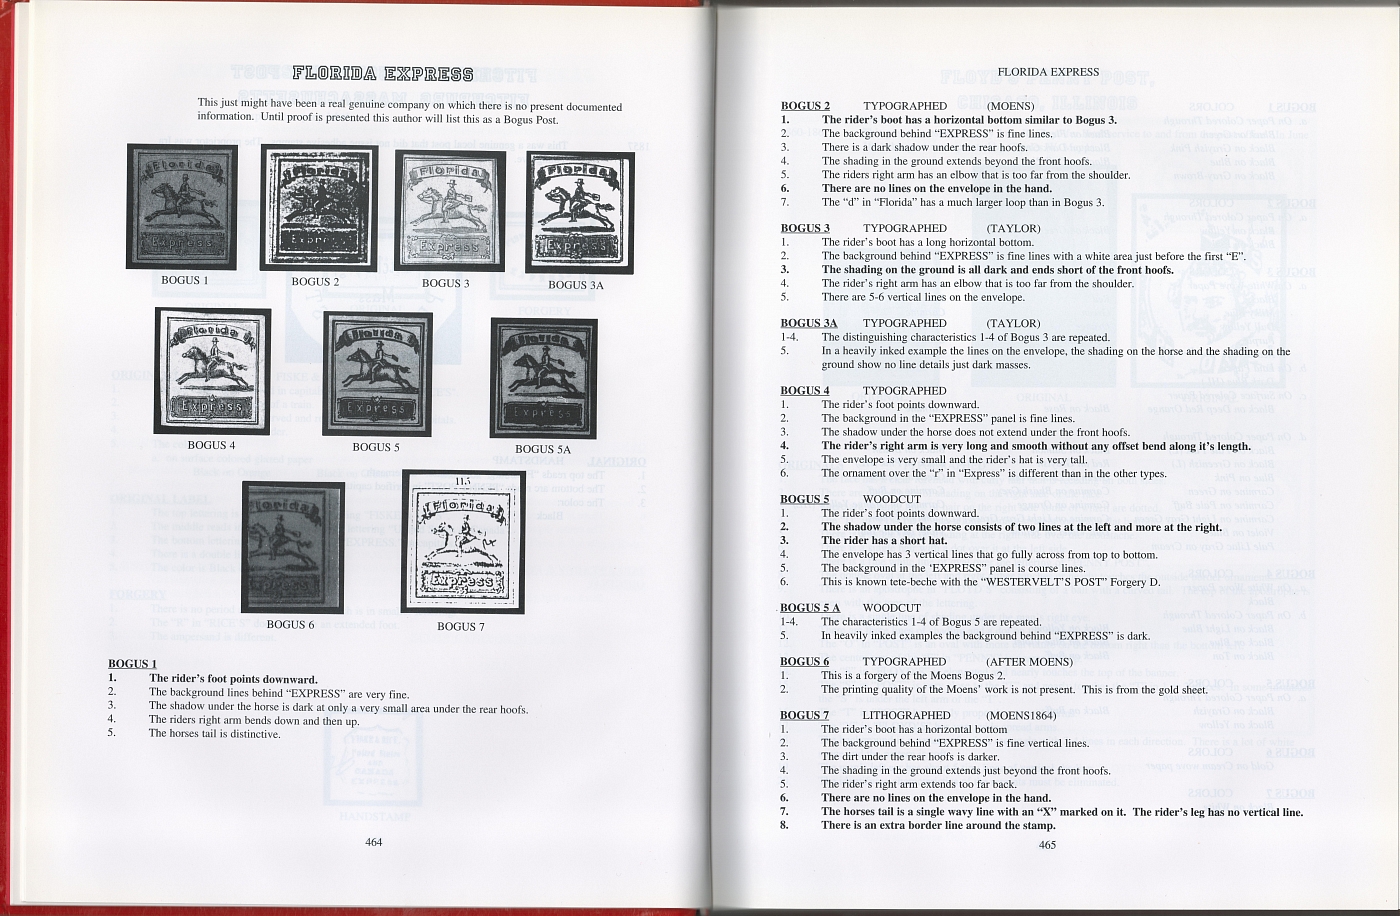 FLORIDA EXPRESS
This just might have been a real genuine company on which there is no present documented
information. Until proof is presented this author will list this as a Bogus Post.
Florida
Express
Florida
Express
Florida
Express
Florida
Express
BOGUS 1
BOGUS 2
BOGUS 3
BOGUS 3A
Florida
Express
Florida
Express
Florida
Express
BOGUS 4
BOGUS 5
BOGUS 5A
Florida
Express
11.5
Florida
Express
BOGUS 6
BOGUS 7
BOGUS 1
1. The rider's foot points downward.
2. The background lines behind “EXPRESS” are very fine.
3. The shadow under the horse is dark at only a very small area under the rear hoofs.
4. The riders right arm bends down and then up.
5. The horses tail is distinctive.
464
FLORIDA EXPRESS
BOGUS 2 TYPOGRAPHED (MOENS)
1. The rider's boot has a horizontal bottom similar to Bogus 3.
2. The background behind “EXPRESS” is fine lines.
3. There is a dark shadow under the rear hoofs.
4. The shading in the ground extends beyond the front hoofs.
5. The riders right arm has an elbow that is too far from the shoulder.
6. There are no lines on the envelope in the hand.
7. The “d” in “Florida” has a much larger loop than in Bogus 3.
BOGUS 3 TYPOGRAPHED (TAYLOR)
1. The rider's boot has a long horizontal bottom.
2. The background behind “EXPRESS” is fine lines with a white area just before the first “E”.
3. The shading on the ground is all dark and ends short of the front hoofs.
4. The rider's right arm has an elbow that is too far from the shoulder.
5. There are 5-6 vertical lines on the envelope.
BOGUS 3A TYPOGRAPHED (TAYLOR)
1-4. The distinguishing characteristics 1-4 of Bogus 3 are repeated.
5. In a heavily inked example the lines on the envelope, the shading on the horse and the shading on the
ground show no line details just dark masses.
BOGUS 4 TYPOGRAPHED
1. The rider's foot points downward.
2. The background in the “EXPRESS” panel is fine lines.
3. The shadow under the horse does not extend under the front hoofs.
4. The rider's right arm is very long and smooth without any offset bend along it's length.
5. The envelope is very small and the rider's hat is very tall.
6. The ornament over the “r” in “Express” is different than in the other types.
BOGUS 5 WOODCUT
1. The rider's foot points downward.
2. The shadow under the horse consists of two lines at the left and more at the right.
3. The rider has a short hat.
4. The envelope has 3 vertical lines that go fully across from top to bottom.
5. The background in the ‘EXPRESS” panel is course lines.
6. This is known tete-beche with the “WESTERVELT'S POST” Forgery D.
BOGUS 5 A WOODCUT
1-4. The characteristics 1-4 of Bogus 5 are repeated.
5. In heavily inked examples the background behind “EXPRESS” is dark.
BOGUS 6 TYPOGRAPHED (AFTER MOENS)
1. This is a forgery of the Moens Bogus 2.
2. The printing quality of the Moens' work is not present. This is from the gold sheet.
BOGUS 7 LITHOGRAPHED (MOENS1864)
1. The rider's boot has a horizontal bottom
2. The background behind “EXPRESS” is fine vertical lines.
3. The dirt under the rear hoofs is darker.
4. The shading in the ground extends just beyond the front hoofs.
5. The rider's right arm extends too far back.
6. There are no lines on the envelope in the hand.
7. The horses tail is a single wavy line with an “X” marked on it. The rider's leg has no vertical line.
8. There is an extra border line around the stamp.
465